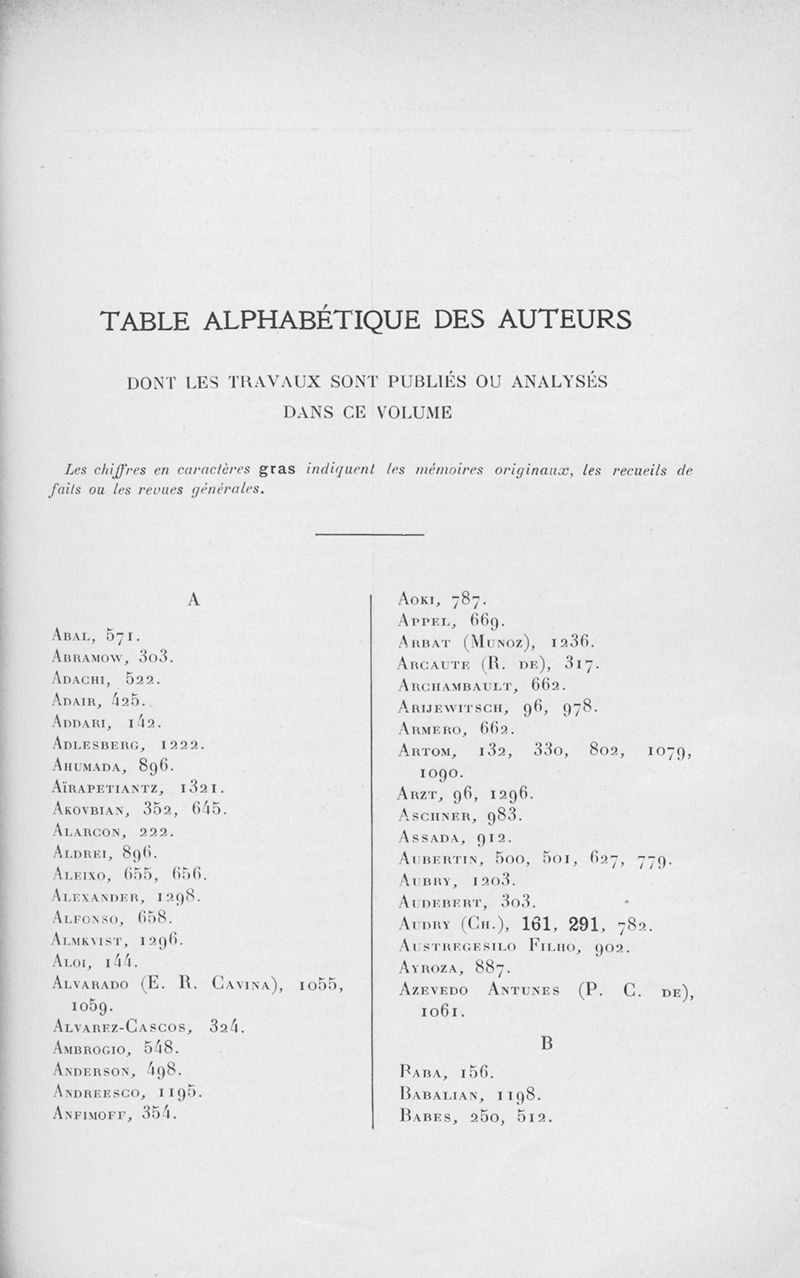 TABLE ALPHABÉTIQUE DES AUTEURS
DONT LES TRAVAUX SONT PUBLIÉS OU ANALYSÉS
DANS CE VOLUME
Les chiffres en caractères gras indiquent les mémoires originaux, les recueils de
faits ou les revues générales.
A
ABAL, 571.
ABRAMOW, 303.
ADACHI, 522.
ADAIR, 425.
ADDARI, 142.
ADLESBERG, 1222.
AHUMADA, 896.
AÏRAPETIANTZ, 1321.
AKOVBIAN, 352, 645.
ALARCON, 222.
ALDREI, 896.
ALEIXO, 655, 656.
ALEXANDER, 1298.
ALFONSO, 658.
ALMKVIST, 1296.
ALOI, 144.
ALVARADO (E. R. CAVINA), 1055,
1059.
ALVAREZ-CASCOS, 324.
AMBROGIO, 548.
ANDERSON, 498.
ANDREESCO, 1195.
ANFIMOFF, 354.
AOKI, 787.
APPEL, 669.
ARBAT (MUNOZ), 1236.
ARCAUTE (R. DE), 317.
ARCHAMBAULT, 662.
ARIJEWITSCH, 96, 978.
ARMERO, 662.
ARTOM, 132, 330, 802, 1079,
1090.
ARZT, 96, 1296.
ASCHNER, 983.
ASSADA, 912.
AUBERTIN, 500, 501, 627, 779.
AUBRY, 1203.
AUDEBERT, 303.
AUDRY (CH.), 161, 291, 782.
AUSTREGESILO FILHO, 902.
AYROZA, 887.
AZEVEDO ANTUNES (P. C. DE),
1061.
B
BABA, 156.
BABALIAN, 1198.
BABES, 250, 512.